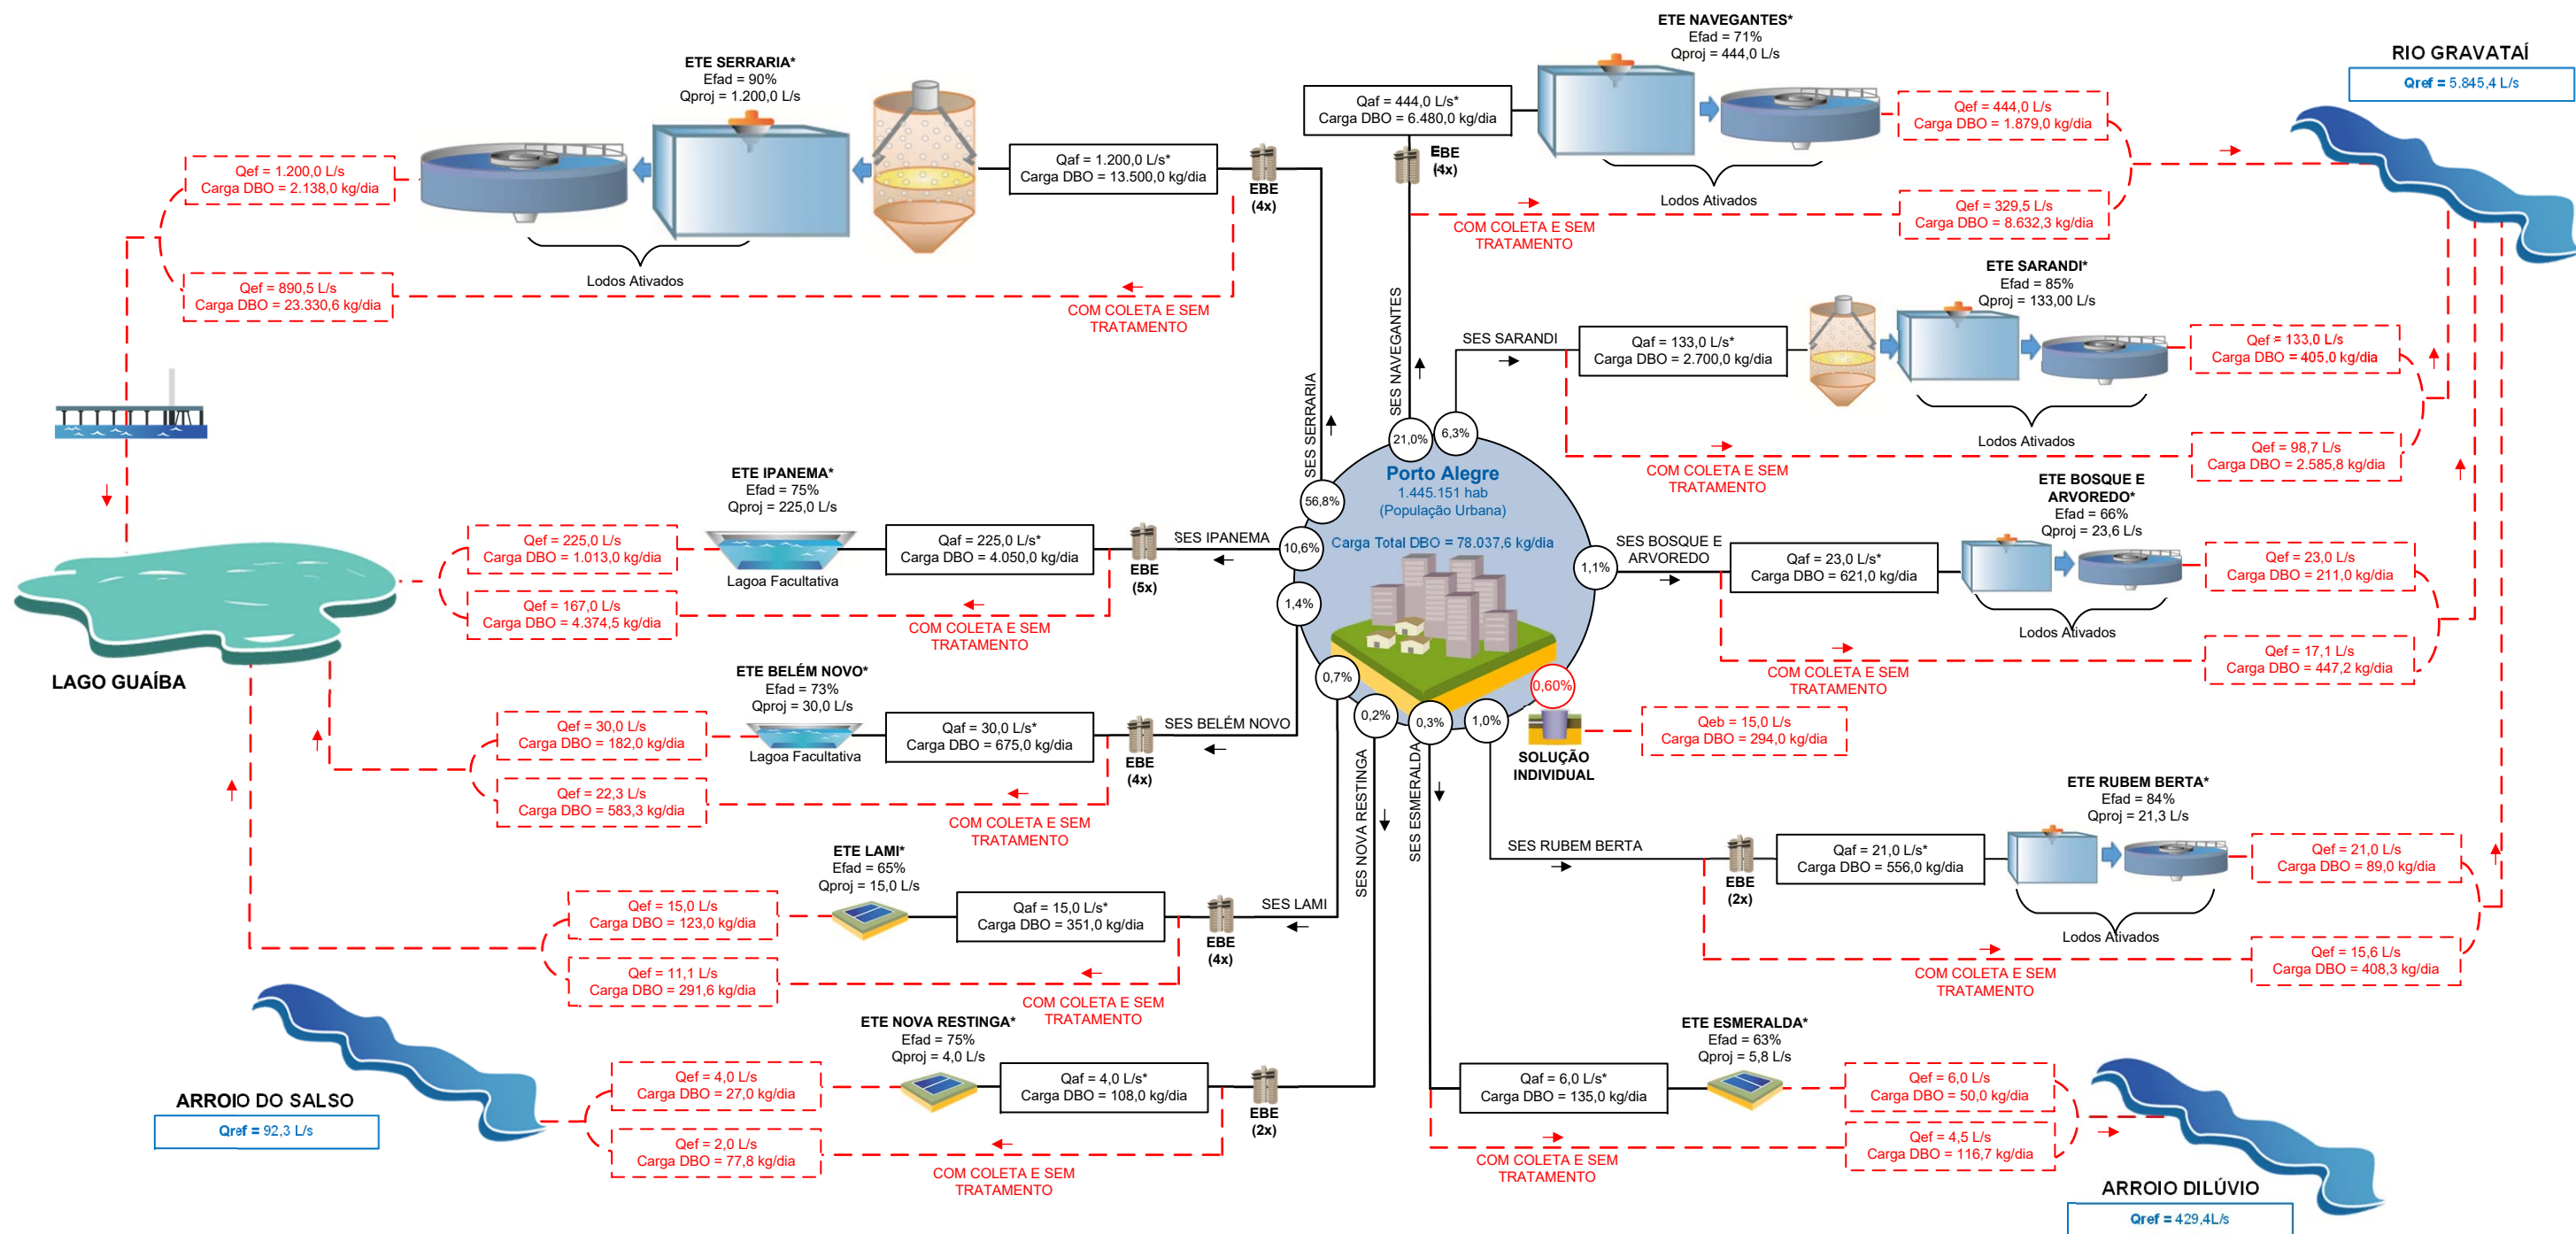 ETE SERRARIA*
Efad = 90%
Qproj = 1.200,0 L/s
Qef = 1.200,0 L/s
Carga DBO = 2.138,0 kg/dia
Qaf = 1.200,0 L/s*
Carga DBO = 13.500,0 kg/dia
EBE
(4x)
Lodos Ativados
Qef = 890,5 L/s
Carga DBO = 23.330,6 kg/dia
COM COLETA E SEM
TRATAMENTO
SES SERRARIA
56,8%
ETE NAVEGANTES*
Efad = 71%
Qproj = 444,0 L/s
Qaf = 444,0 L/s*
Carga DBO = 6.480,0 kg/dia
EBE
(4x)
Lodos Ativados
Qef = 444,0 L/s
Carga DBO = 1.879,0 kg/dia
Qef = 329,5 L/s
Carga DBO = 8.632,3 kg/dia
COM COLETA E SEM
TRATAMENTO
SES NAVEGANTES
21,0%
RIO GRAVATAÍ
Qref = 5.845,4 L/s
ETE SARANDI*
Efad = 85%
Qproj = 133,00 L/s
SES SARANDI
6,3%
Qaf = 133,0 L/s*
Carga DBO = 2.700,0 kg/dia
Lodos Ativados
Qef = 133,0 L/s
Carga DBO = 405,0 kg/dia
Qef = 98,7 L/s
Carga DBO = 2.585,8 kg/dia
COM COLETA E SEM
TRATAMENTO
Porto Alegre
1.445.151 hab
(População Urbana)
Carga Total DBO = 78.037,6 kg/dia
ETE IPANEMA*
Efad = 75%
Qproj = 225,0 L/s
Qef = 225,0 L/s
Carga DBO = 1.013,0 kg/dia
Lagoa Facultativa
Qaf = 225,0 L/s*
Carga DBO = 4.050,0 kg/dia
EBE
(5x)
SES IPANEMA
10,6%
Qef = 167,0 L/s
Carga DBO = 4.374,5 kg/dia
COM COLETA E SEM
TRATAMENTO
LAGO GUAÍBA
ETE BOSQUE E
ARVOREDO*
Efad = 66%
Qproj = 23,6 L/s
1,1%
SES BOSQUE E
ARVOREDO
Qaf = 23,0 L/s*
Carga DBO = 621,0 kg/dia
Lodos Ativados
Qef = 23,0 L/s
Carga DBO = 211,0 kg/dia
Qef = 17,1 L/s
Carga DBO = 447,2 kg/dia
COM COLETA E SEM
TRATAMENTO
ETE BELÉM NOVO*
Efad = 73%
Qproj = 30,0 L/s
Qef = 30,0 L/s
Carga DBO = 182,0 kg/dia
Lagoa Facultativa
Qaf = 30,0 L/s*
Carga DBO = 675,0 kg/dia
EBE
(4x)
SES BELÉM NOVO
1,4%
Qef = 22,3 L/s
Carga DBO = 583,3 kg/dia
COM COLETA E SEM
TRATAMENTO
0,60%
SOLUÇÃO
INDIVIDUAL
Qeb = 15,0 L/s
Carga DBO = 294,0 kg/dia
ETE LAMI*
Efad = 65%
Qproj = 15,0 L/s
Qef = 15,0 L/s
Carga DBO = 123,0 kg/dia
Qaf = 15,0 L/s*
Carga DBO = 351,0 kg/dia
EBE
(4x)
SES LAMI
0,7%
Qef = 11,1 L/s
Carga DBO = 291,6 kg/dia
COM COLETA E SEM
TRATAMENTO
ETE RUBEM BERTA*
Efad = 84%
Qproj = 21,3 L/s
1,0%
SES RUBEM BERTA
EBE
(2x)
Qaf = 21,0 L/s*
Carga DBO = 556,0 kg/dia
Lodos Ativados
Qef = 21,0 L/s
Carga DBO = 89,0 kg/dia
Qef = 15,6 L/s
Carga DBO = 408,3 kg/dia
COM COLETA E SEM
TRATAMENTO
ETE NOVA RESTINGA*
Efad = 75%
Qproj = 4,0 L/s
Qef = 4,0 L/s
Carga DBO = 27,0 kg/dia
Qaf = 4,0 L/s*
Carga DBO = 108,0 kg/dia
EBE
(2x)
SES NOVA RESTINGA
0,2%
Qef = 2,0 L/s
Carga DBO = 77,8 kg/dia
COM COLETA E SEM
TRATAMENTO
ARROIO DO SALSO
Qref = 92,3 L/s
ETE ESMERALDA*
Efad = 63%
Qproj = 5,8 L/s
0,3%
SES ESMERALDA
Qaf = 6,0 L/s*
Carga DBO = 135,0 kg/dia
Qef = 6,0 L/s
Carga DBO = 50,0 kg/dia
Qef = 4,5 L/s
Carga DBO = 116,7 kg/dia
COM COLETA E SEM
TRATAMENTO
ARROIO DILÚVIO
Qref = 429,4L/s